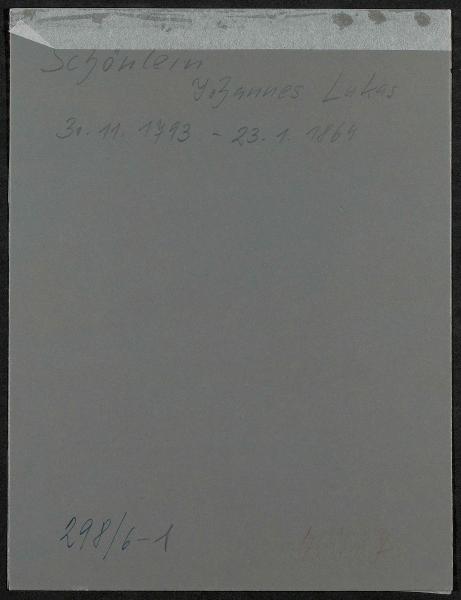 Schönlein
Johannes Lukas
30. 11. 1793 - 23. 1. 1864
298/6-1